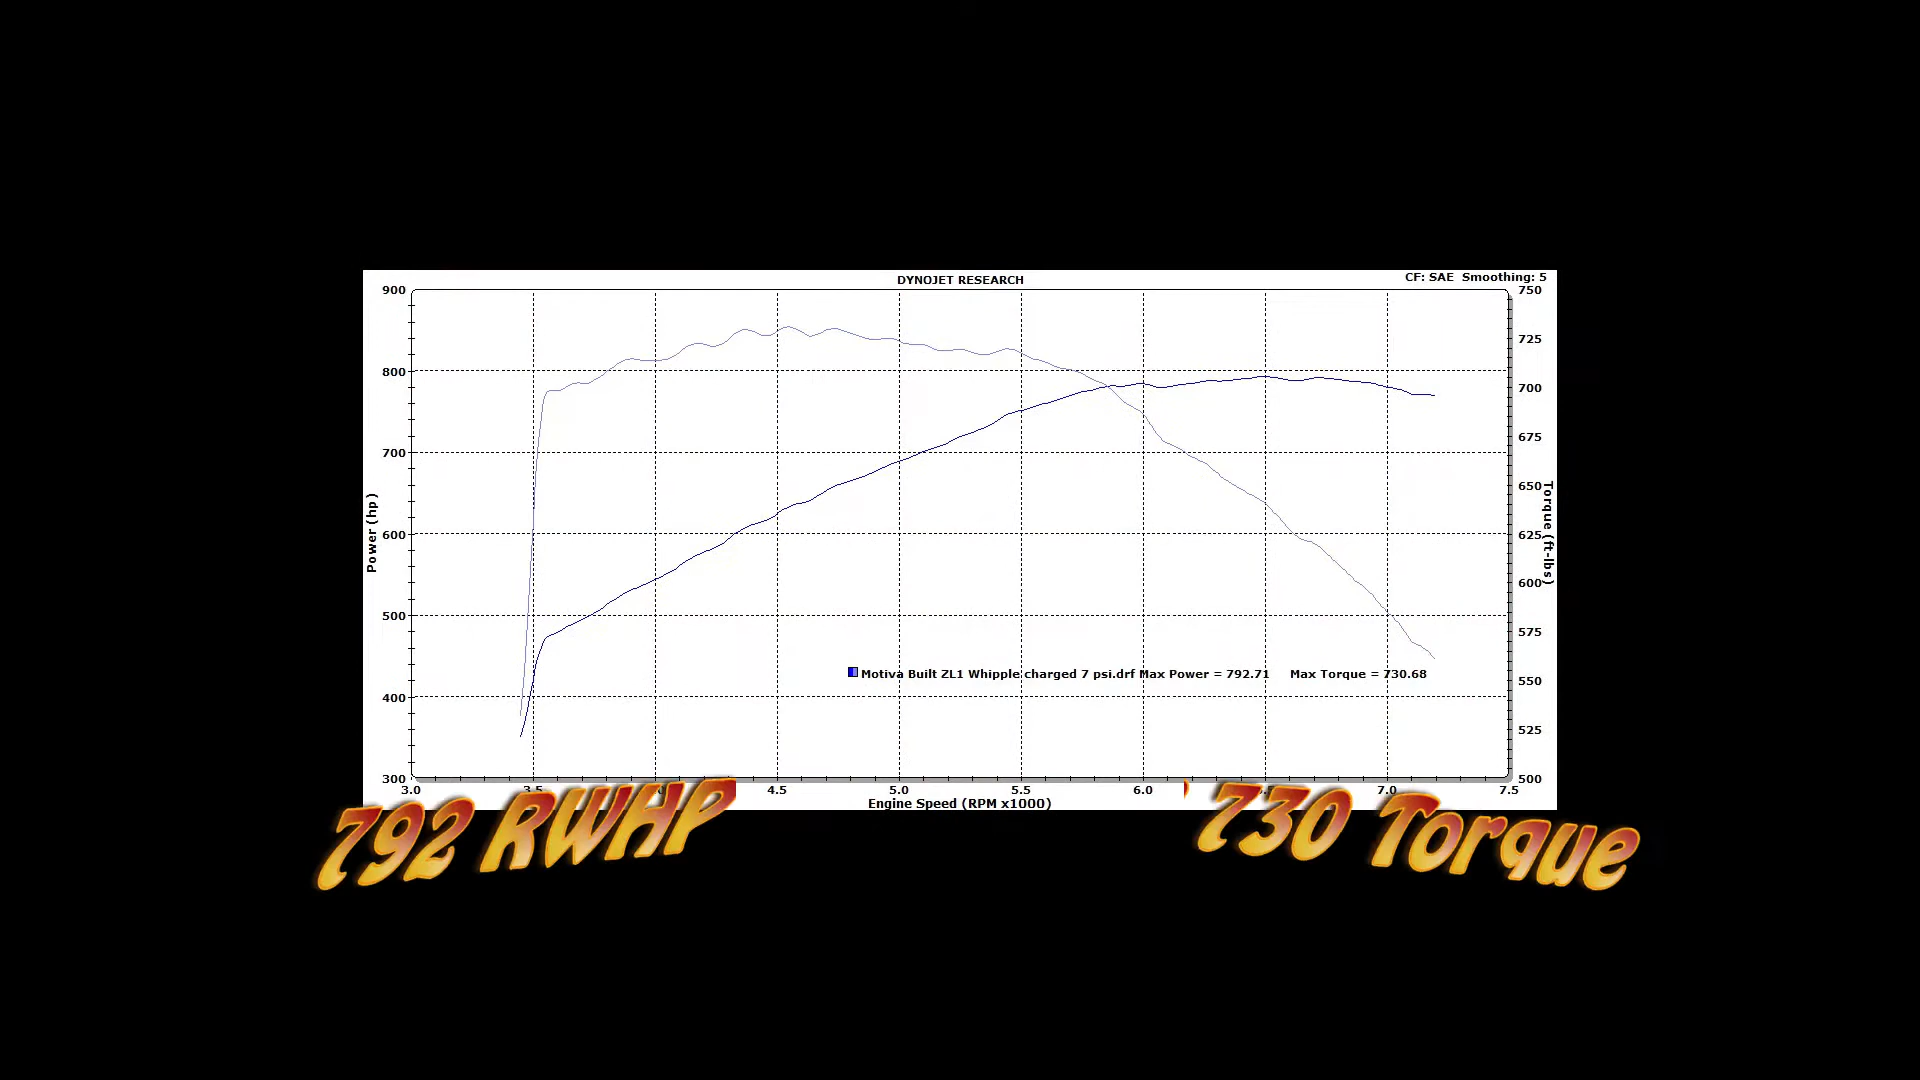 DYNOJET RESEARCH
CF: SAE Smoothing: 5
900
800
700
600
500
400
300
Power (hp)
750
725
700
675
650
625
600
575
550
525
500
Torque (ft-lbs)
Motiva Built ZL1 Whipple charged 7 psi.drf Max Power = 792.71 Max Torque = 730.68
3.0 3.5 4.5 5.0 5.5 6.0 7.0 7.5
Engine Speed (RPM x1000)
792 RWHP
730 Torque